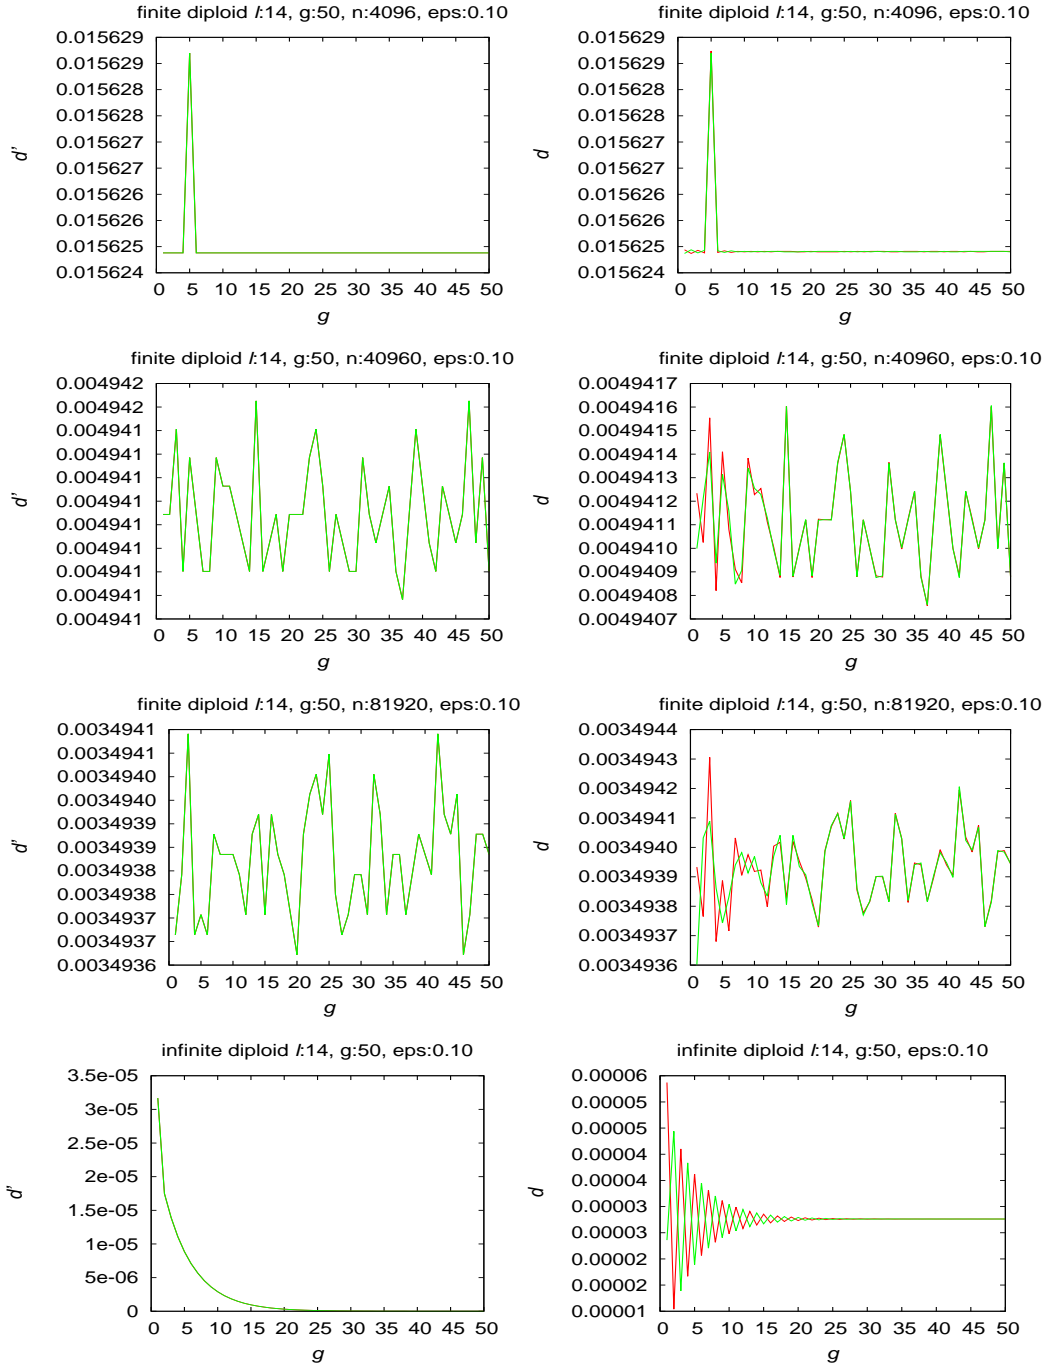 finite diploid l:14, g:50, n:4096, eps:0.10
0.015629
0.015629
0.015628
0.015628
0.015627
0.015627
0.015626
0.015626
0.015625
0.015624
d'
0 5 10 15 20 25 30 35 40 45 50
g
finite diploid l:14, g:50, n:4096, eps:0.10
0.015629
0.015629
0.015628
0.015628
0.015627
0.015627
0.015626
0.015626
0.015625
0.015624
d
0 5 10 15 20 25 30 35 40 45 50
g
finite diploid l:14, g:50, n:40960, eps:0.10
0.004942
0.004942
0.004941
0.004941
0.004941
0.004941
0.004941
0.004941
0.004941
0.004941
0.004941
d'
0 5 10 15 20 25 30 35 40 45 50
g
finite diploid l:14, g:50, n:40960, eps:0.10
0.0049417
0.0049416
0.0049415
0.0049414
0.0049413
0.0049412
0.0049411
0.0049410
0.0049409
0.0049408
0.0049407
d
0 5 10 15 20 25 30 35 40 45 50
g
finite diploid l:14, g:50, n:81920, eps:0.10
0.0034941
0.0034941
0.0034940
0.0034940
0.0034939
0.0034939
0.0034938
0.0034938
0.0034937
0.0034937
0.0034936
d'
0 5 10 15 20 25 30 35 40 45 50
g
finite diploid l:14, g:50, n:81920, eps:0.10
0.0034944
0.0034943
0.0034942
0.0034941
0.0034940
0.0034939
0.0034938
0.0034937
0.0034936
d
0 5 10 15 20 25 30 35 40 45 50
g
infinite diploid l:14, g:50, eps:0.10
3.5e-05
3e-05
2.5e-05
2e-05
1.5e-05
1e-05
5e-06
0
d'
0 5 10 15 20 25 30 35 40 45 50
g
infinite diploid l:14, g:50, eps:0.10
0.00006
0.00005
0.00005
0.00004
0.00004
0.00003
0.00003
0.00002
0.00002
0.00001
d
0 5 10 15 20 25 30 35 40 45 50
g